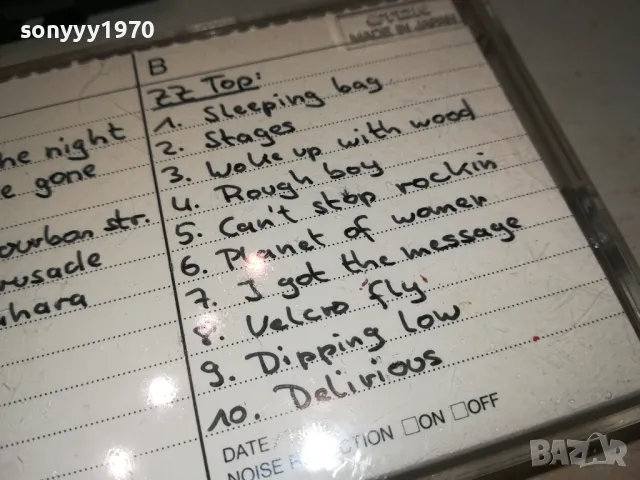 sonyyy1970
MADE IN JAPAN
B
ZZ Top:
1. Sleeping bag
2. Stages
3. Woke up with wood
4. Rough boy
5. Can't stop rockin
6. Planet of women
7. I got the message
8. Velcro fly
9. Dipping low
10. Delirious
he night
e gone
ourbon str.
rusade
ahara
DATE
NOISE ON OFF
BAZAR